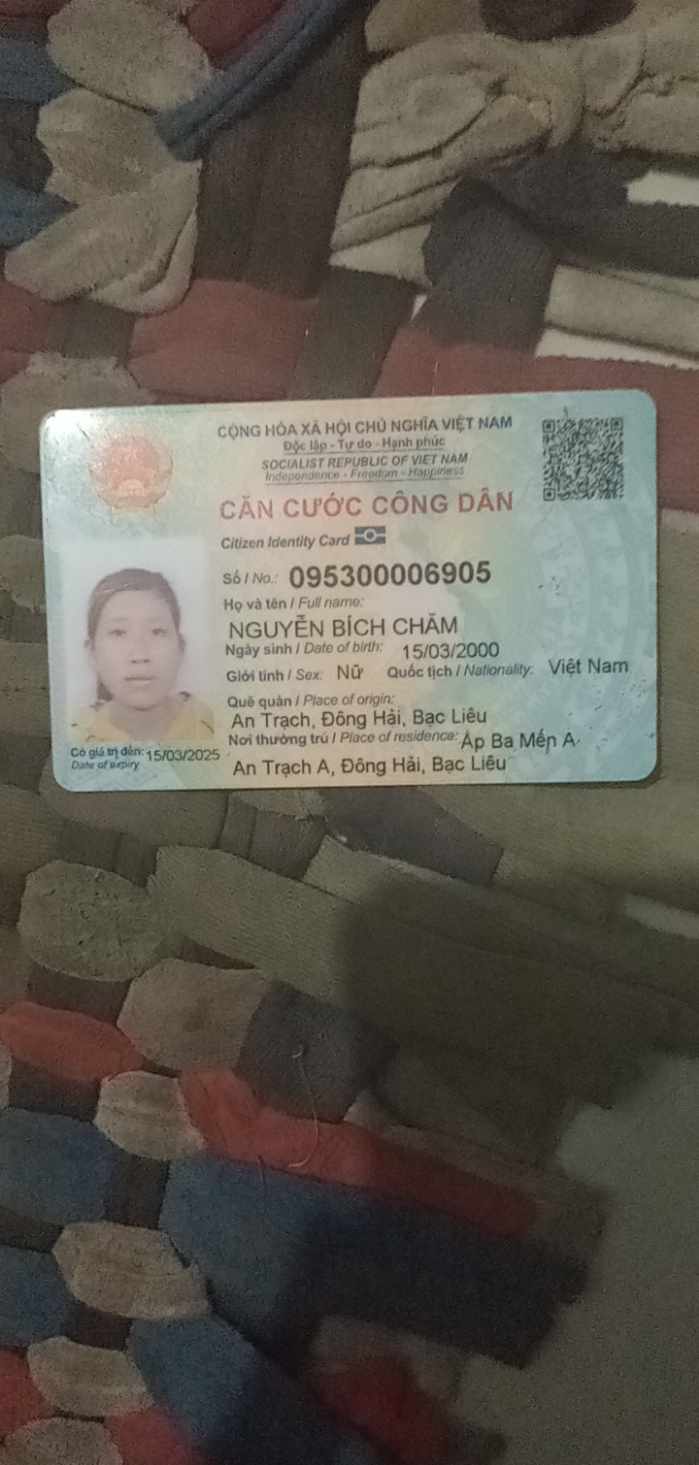 CỘNG HÒA XÃ HỘI CHỦ NGHĨA VIỆT NAM
Độc lập - Tự do - Hạnh phúc
SOCIALIST REPUBLIC OF VIET NAM
Independence - Freedom - Happiness
CĂN CƯỚC CÔNG DÂN
Citizen Identity Card
Số / No.: 095300006905
Họ và tên / Full name:
NGUYỄN BÍCH CHĂM
Ngày sinh / Date of birth: 15/03/2000
Giới tính / Sex: Nữ Quốc tịch / Nationality: Việt Nam
Quê quán / Place of origin:
An Trạch, Đông Hải, Bạc Liêu
Nơi thường trú / Place of residence: Ấp Ba Mến A
An Trạch A, Đông Hải, Bạc Liêu
Có giá trị đến: 15/03/2025
Date of expiry